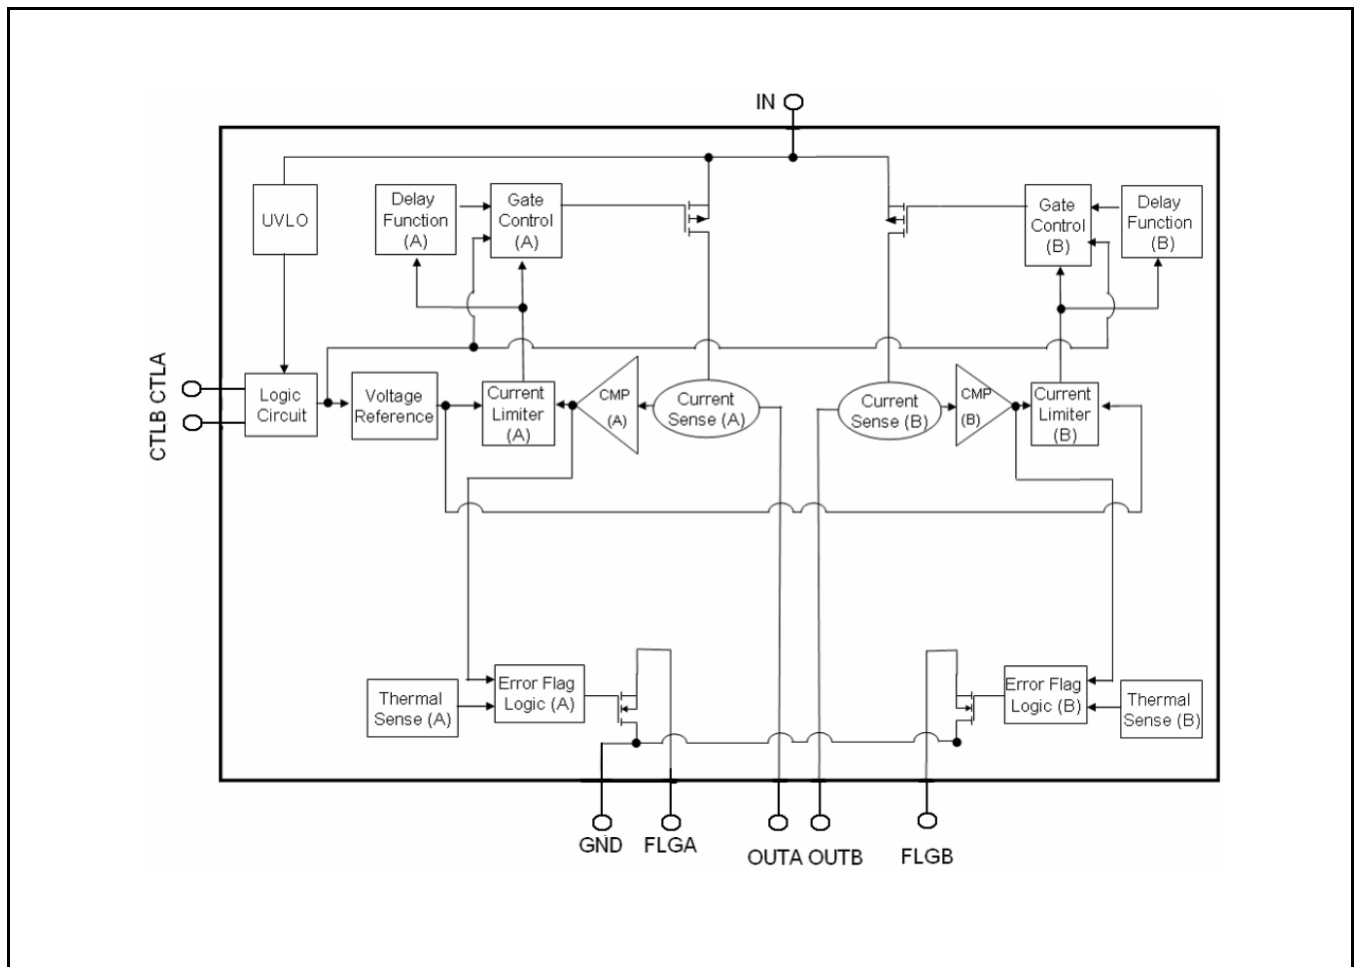 IN
UVLO
Delay
Function
(A)
Gate
Control
(A)
Gate
Control
(B)
Delay
Function
(B)
CTLB CTLA
Logic
Circuit
Voltage
Reference
Current
Limiter
(A)
CMP
(A)
Current
Sense (A)
Current
Sense (B)
CMP
(B)
Current
Limiter
(B)
Thermal
Sense (A)
Error Flag
Logic (A)
Error Flag
Logic (B)
Thermal
Sense (B)
GND
FLGA
OUTA
OUTB
FLGB